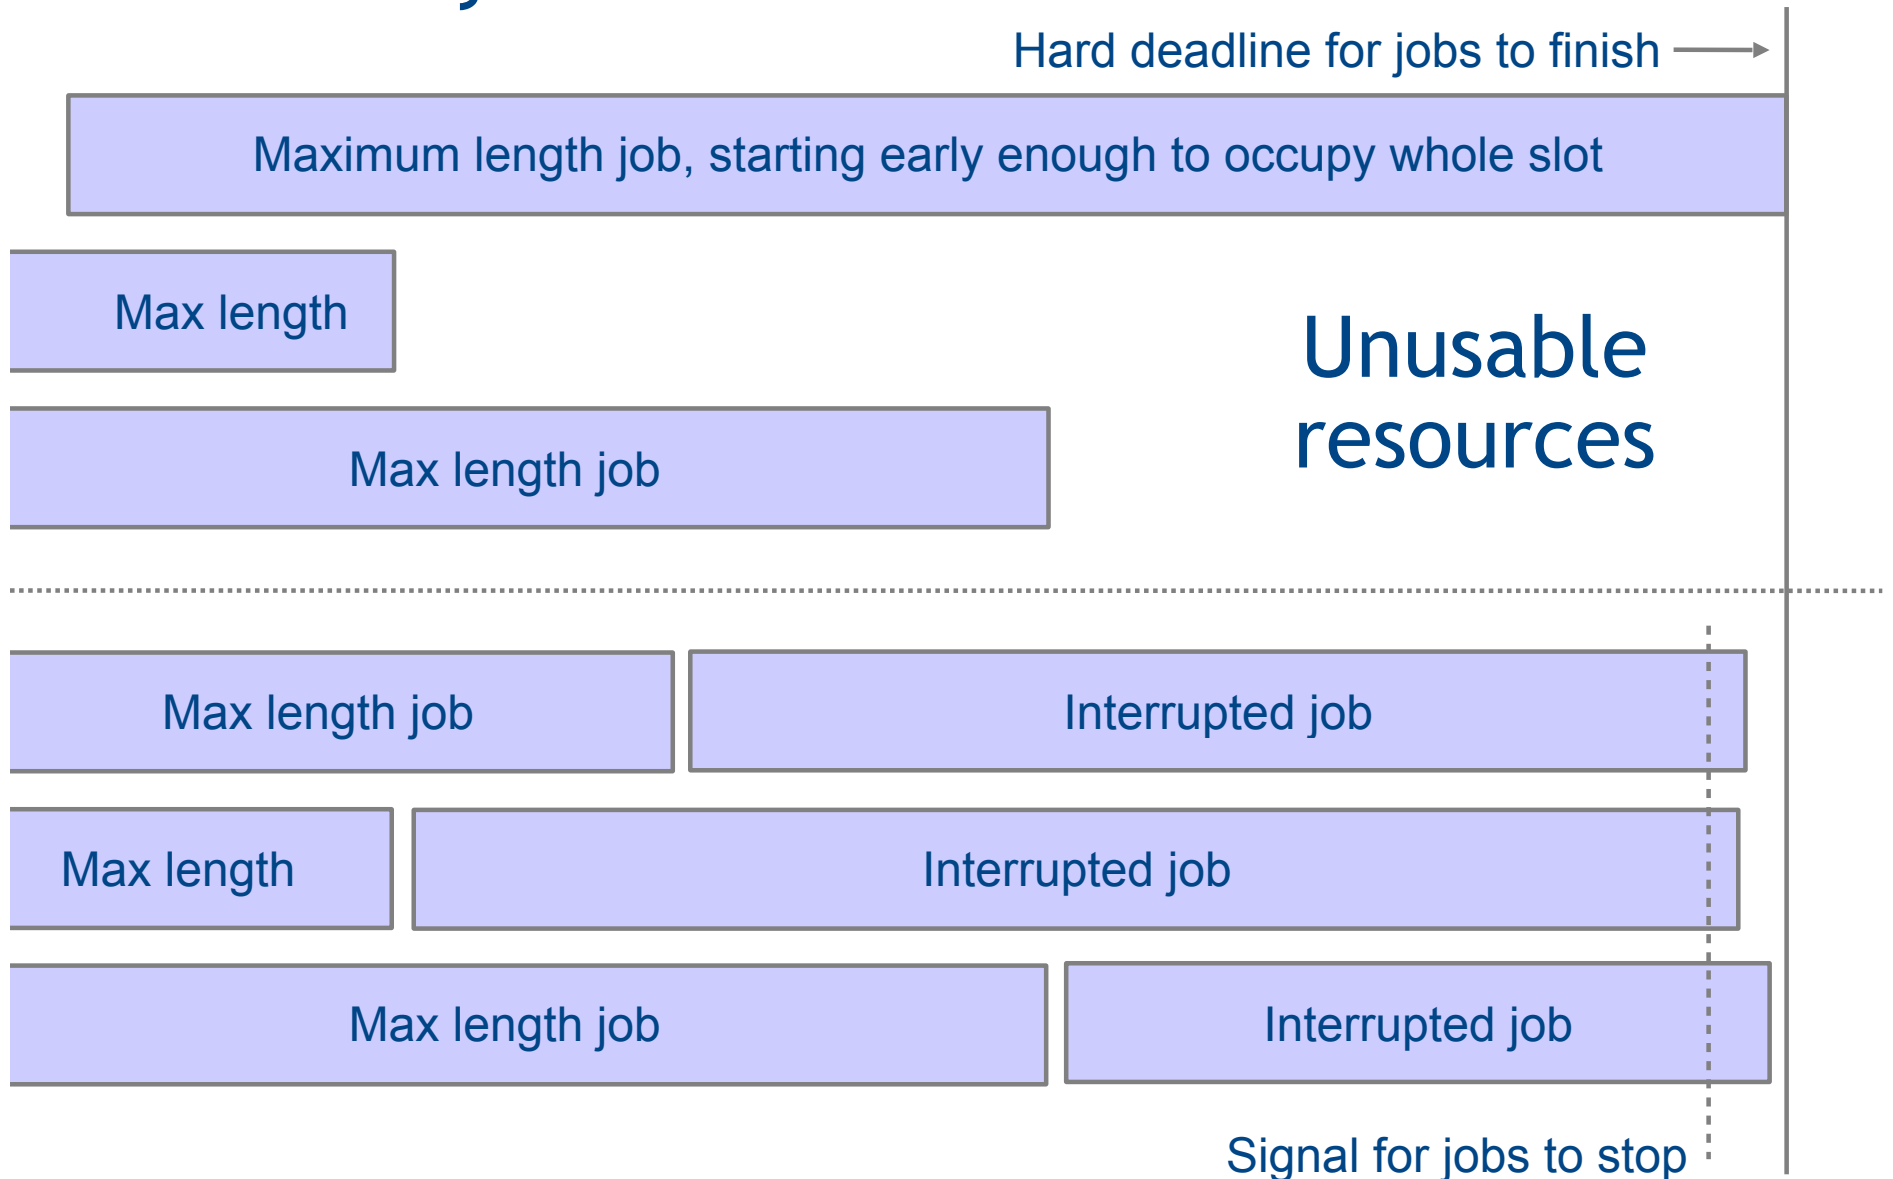 Hard deadline for jobs to finish
Maximum length job, starting early enough to occupy whole slot
Max length
Unusable
resources
Max length job
Max length job
Interrupted job
Max length
Interrupted job
Max length job
Interrupted job
Signal for jobs to stop